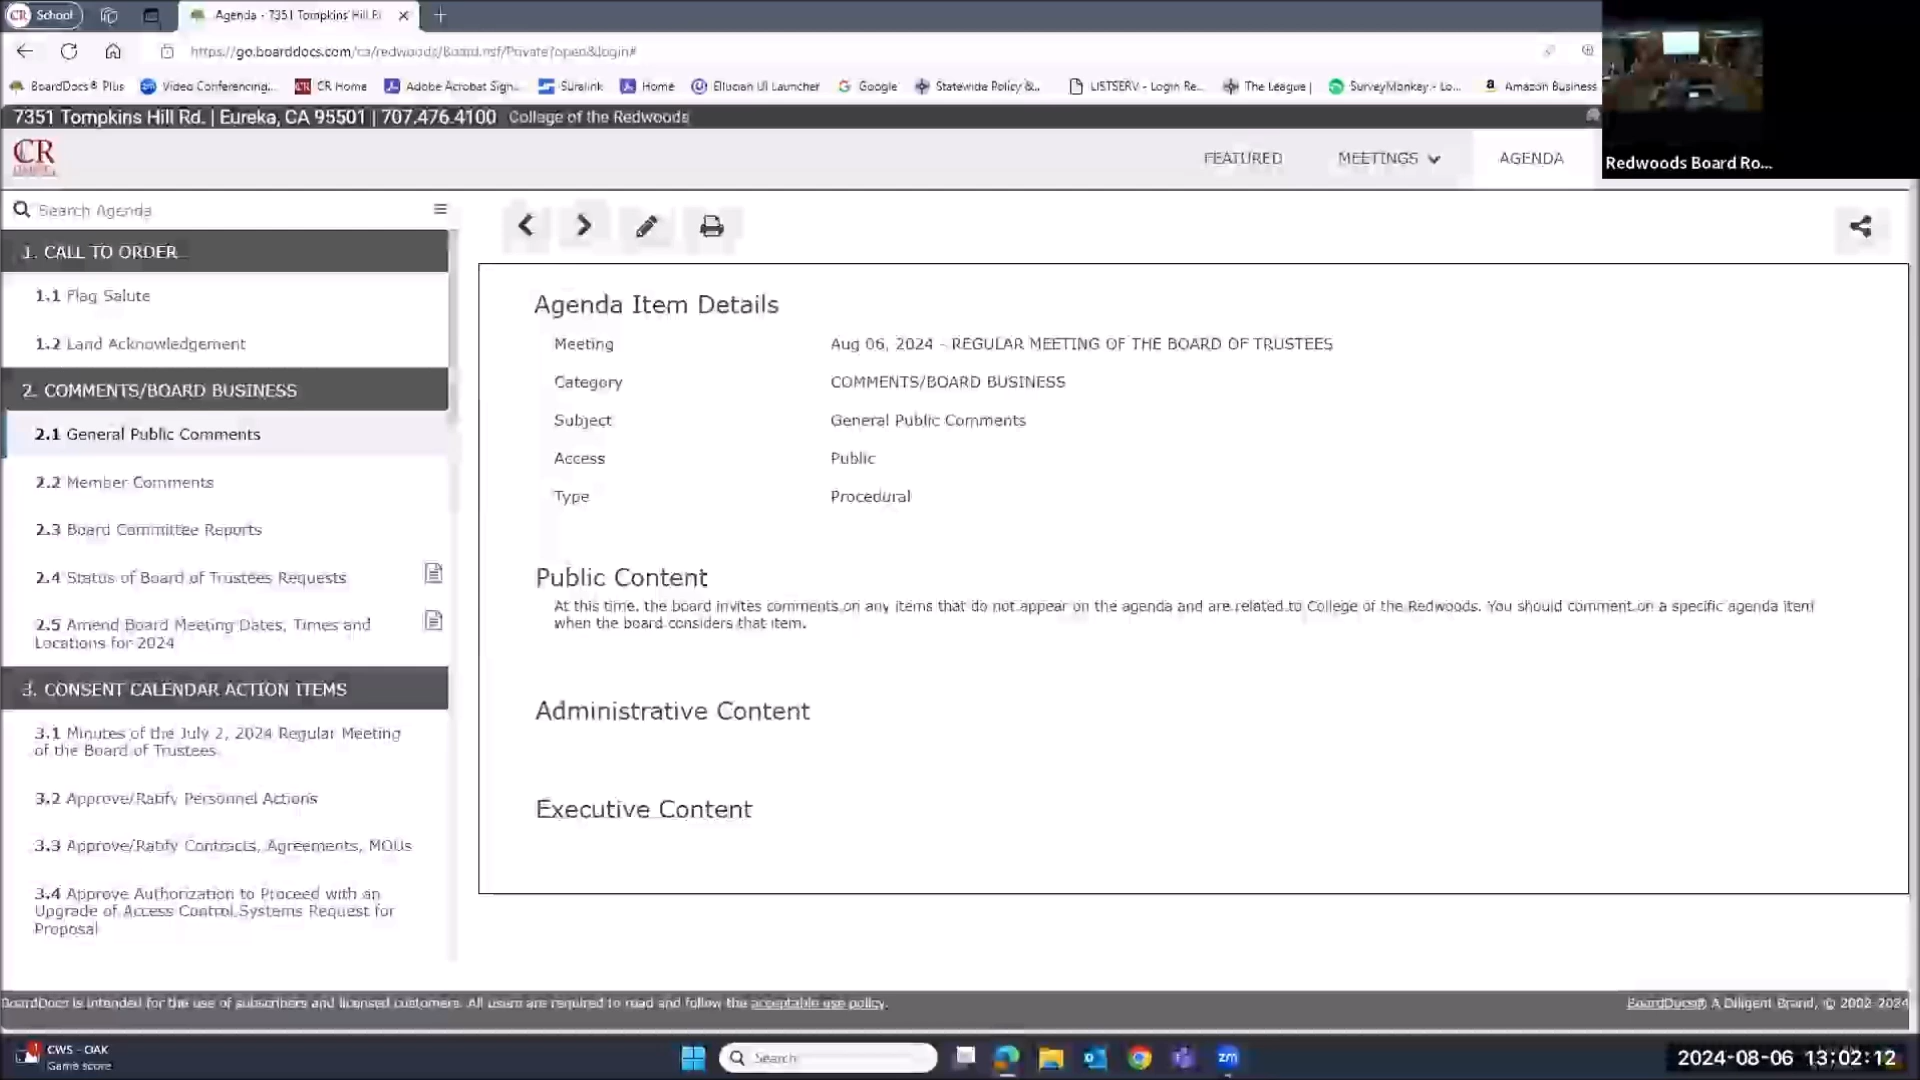 CR School
Agenda - 7351 Tompkins Hill R
https://go.boarddocs.com/ca/redwoods/Board.nsf/Private?open&login#
BoardDocs® Plus Video Conferencing... CR Home Adobe Acrobat Sign... Suralink Home Ellucian UI Launcher Google Statewide Policy &... LISTSERV - Login Re... The League | SurveyMonkey - Lo... Amazon Business
7351 Tompkins Hill Rd. | Eureka, CA 95501 | 707.476.4100 College of the Redwoods
CR
FEATURED MEETINGS AGENDA
Redwoods Board Ro...
Search Agenda
1. CALL TO ORDER
1.1 Flag Salute
1.2 Land Acknowledgement
2. COMMENTS/BOARD BUSINESS
2.1 General Public Comments
2.2 Member Comments
2.3 Board Committee Reports
2.4 Status of Board of Trustees Requests
2.5 Amend Board Meeting Dates, Times and
Locations for 2024
3. CONSENT CALENDAR ACTION ITEMS
3.1 Minutes of the July 2, 2024 Regular Meeting
of the Board of Trustees
3.2 Approve/Ratify Personnel Actions
3.3 Approve/Ratify Contracts, Agreements, MOUs
3.4 Approve Authorization to Proceed with an
Upgrade of Access Control Systems Request for
Proposal
Agenda Item Details
Meeting Aug 06, 2024 - REGULAR MEETING OF THE BOARD OF TRUSTEES
Category COMMENTS/BOARD BUSINESS
Subject General Public Comments
Access Public
Type Procedural
Public Content
At this time, the board invites comments on any items that do not appear on the agenda and are related to College of the Redwoods. You should comment on a specific agenda item
when the board considers that item.
Administrative Content
Executive Content
BoardDocs is intended for the use of subscribers and licensed customers. All users are required to read and follow the acceptable use policy.
BoardDocs® A Diligent Brand, © 2002-2024
CWS - OAK
Game score
Search
2024-08-06 13:02:12